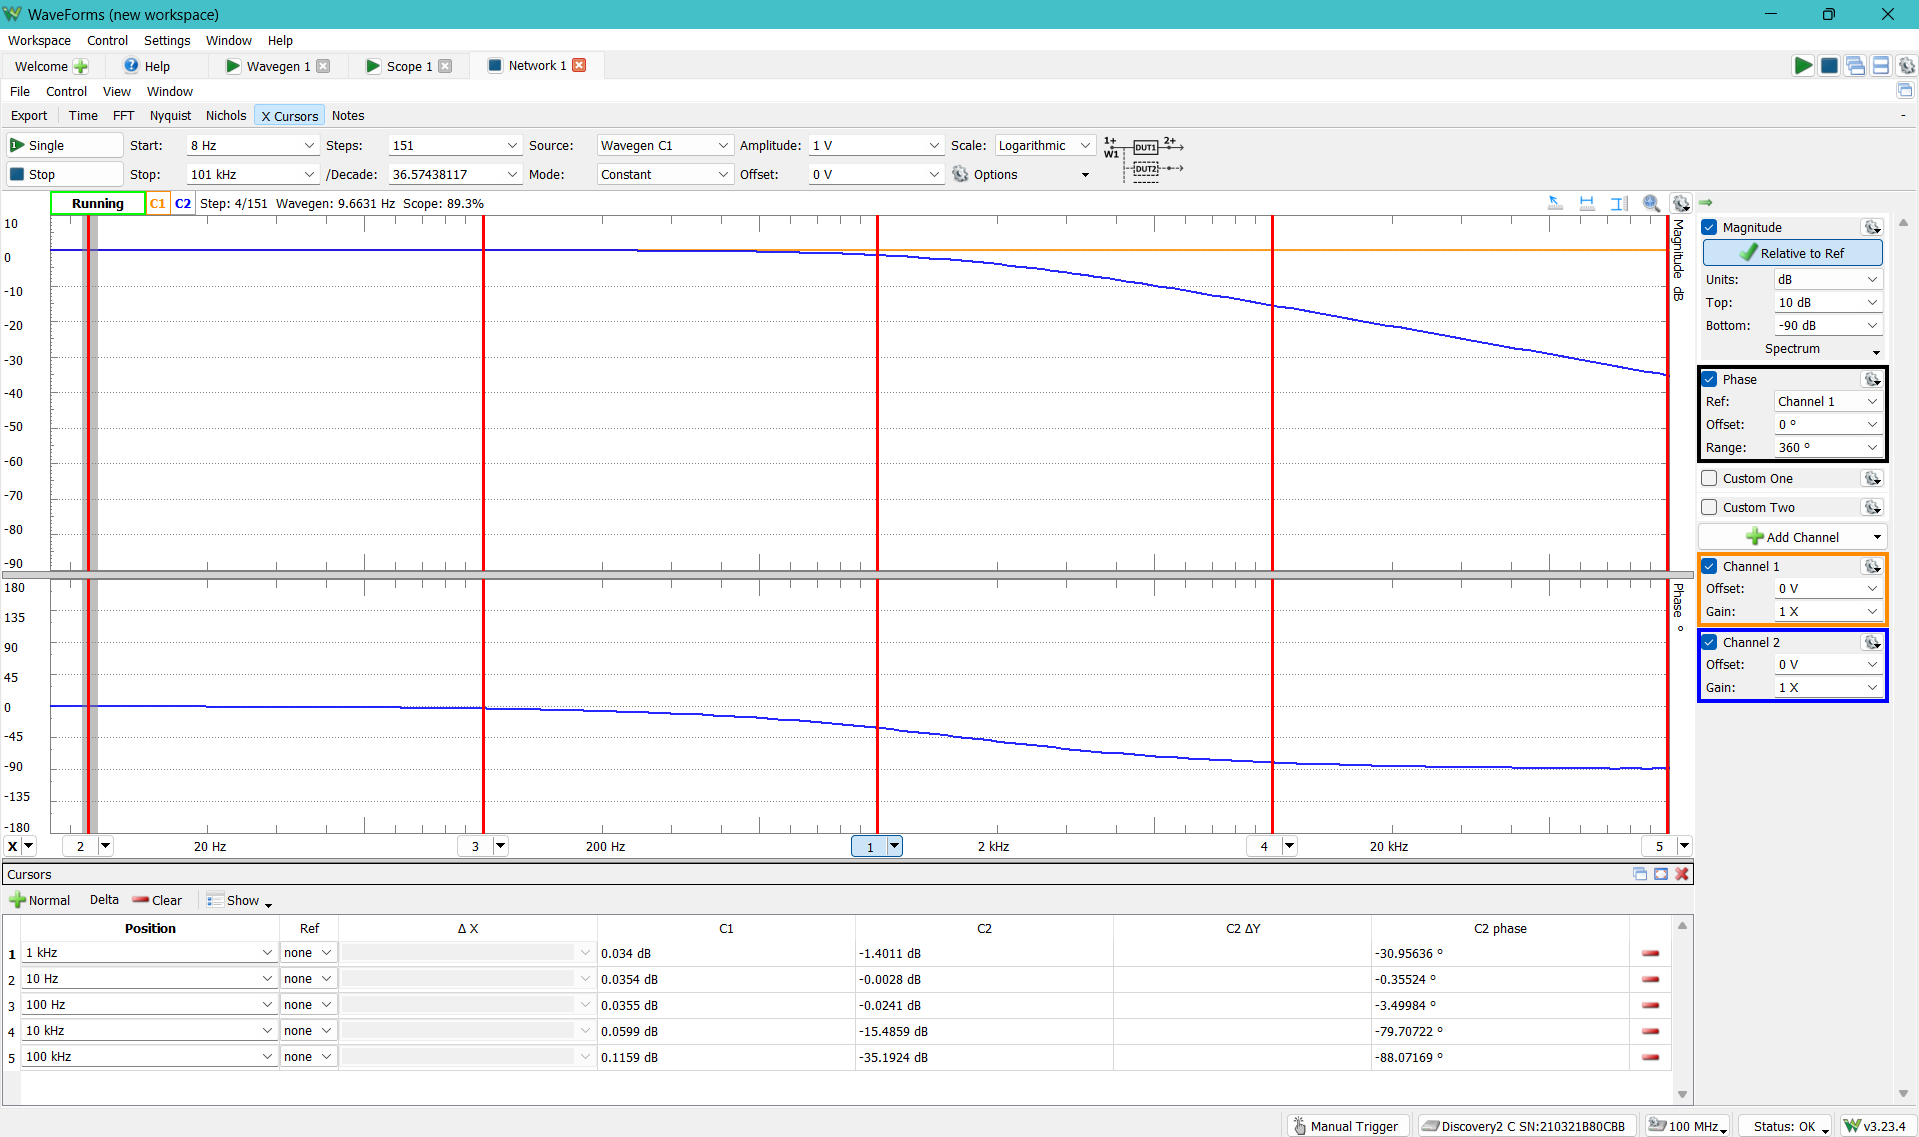 WaveForms (new workspace)
Workspace Control Settings Window Help
Welcome Help Wavegen 1 Scope 1 Network 1
File Control View Window
Export Time FFT Nyquist Nichols X Cursors Notes
Single Start: 8 Hz Steps: 151 Source: Wavegen C1 Amplitude: 1 V Scale: Logarithmic 1+ W1 DUT1 2+
Stop Stop: 101 kHz /Decade: 36.57438117 Mode: Constant Offset: 0 V Options DUT2
Running C1 C2 Step: 4/151 Wavegen: 9.6631 Hz Scope: 89.3%
10
0
-10
-20
-30
-40
-50
-60
-70
-80
-90
Magnitude dB
180
135
90
45
0
-45
-90
-135
-180
Phase °
X 2 20 Hz 3 200 Hz 1 2 kHz 4 20 kHz 5
Magnitude
Relative to Ref
Units: dB
Top: 10 dB
Bottom: -90 dB
Spectrum
Phase
Ref: Channel 1
Offset: 0 °
Range: 360 °
Custom One
Custom Two
Add Channel
Channel 1
Offset: 0 V
Gain: 1 X
Channel 2
Offset: 0 V
Gain: 1 X
Cursors
Normal Delta Clear Show
Position Ref Δ X C1 C2 C2 ΔY C2 phase
1 1 kHz none 0.034 dB -1.4011 dB -30.95636 °
2 10 Hz none 0.0354 dB -0.0028 dB -0.35524 °
3 100 Hz none 0.0355 dB -0.0241 dB -3.49984 °
4 10 kHz none 0.0599 dB -15.4859 dB -79.70722 °
5 100 kHz none 0.1159 dB -35.1924 dB -88.07169 °
Manual Trigger Discovery2 C SN:210321B80CBB 100 MHz Status: OK v3.23.4